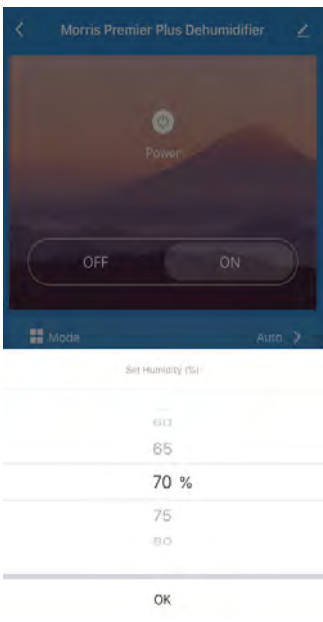 Morris Premier Plus Dehumidifier
Power
OFF ON
Mode Auto
Set Humidity (%)
60
65
70 %
75
80
OK